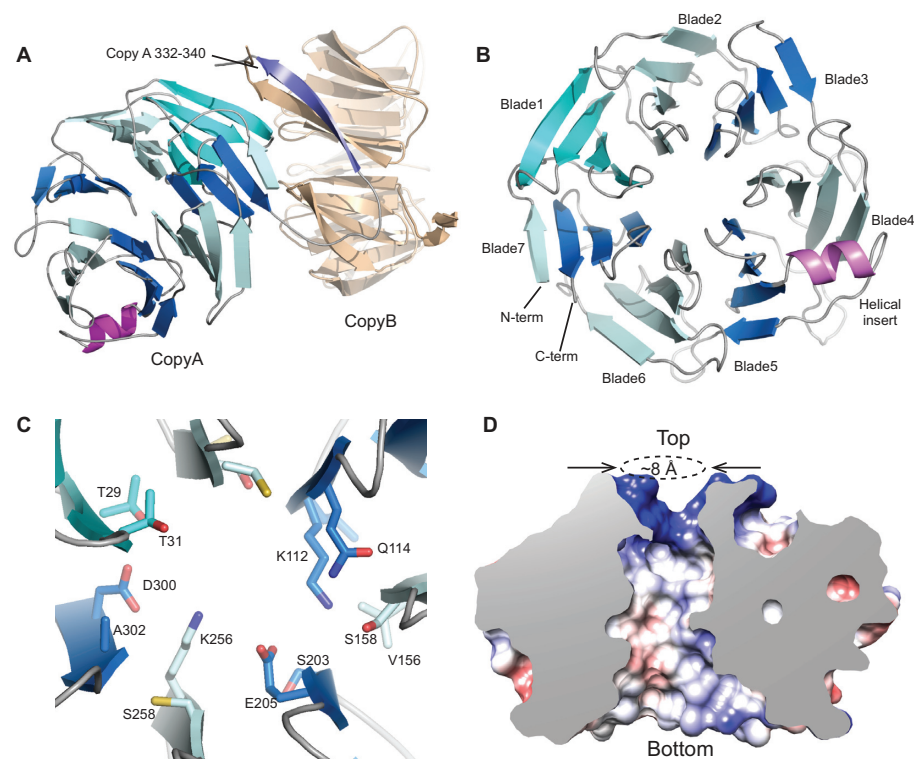 A
Copy A 332-340
CopyA
CopyB
B
Blade2
Blade3
Blade1
Blade4
Blade7
N-term
C-term
Helical
insert
Blade5
Blade6
C
T29
T31
K112
Q114
D300
A302
K256
S158
V156
S203
E205
S258
D
Top
~8 Å
Bottom